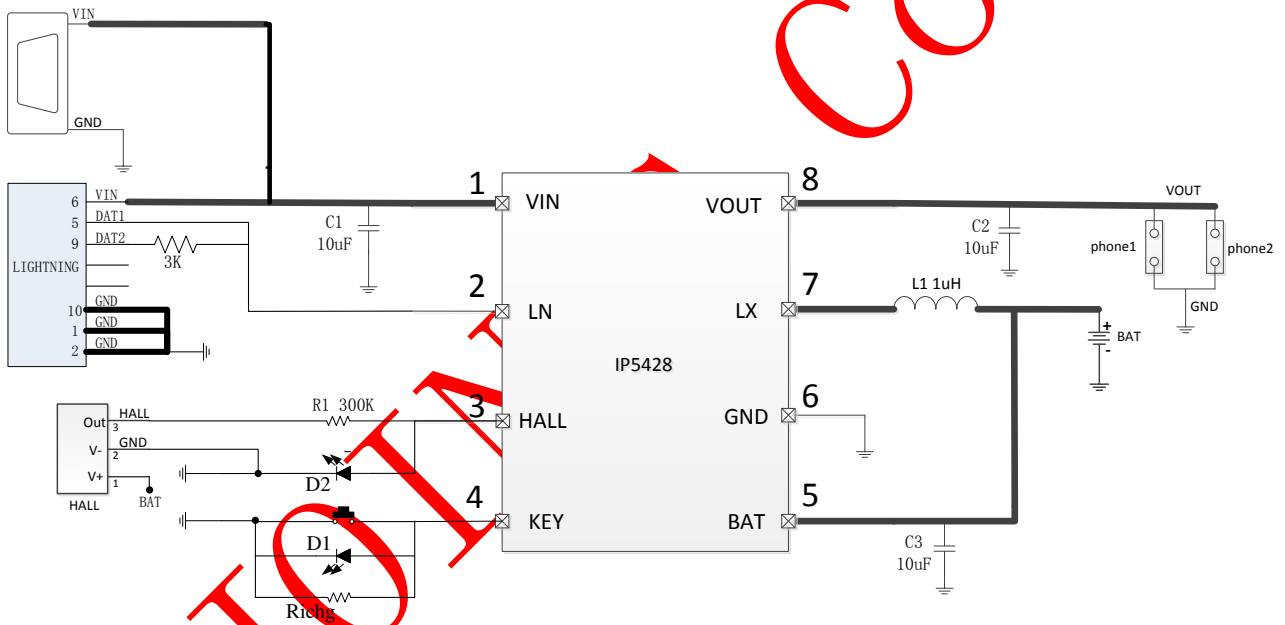 VIN
GND
6 VIN
5 DAT1
9 DAT2
3K
LIGHTNING
10 GND
1 GND
2 GND
C1
10uF
1 VIN
2 LN
3 HALL
4 KEY
IP5428
8 VOUT
7 LX
6 GND
5 BAT
C2
10uF
VOUT
phone1
phone2
GND
L1 1uH
+
BAT
-
C3
10uF
Out 3 HALL
V- 2 GND
V+ 1
HALL
BAT
R1 300K
D2
D1
Richg